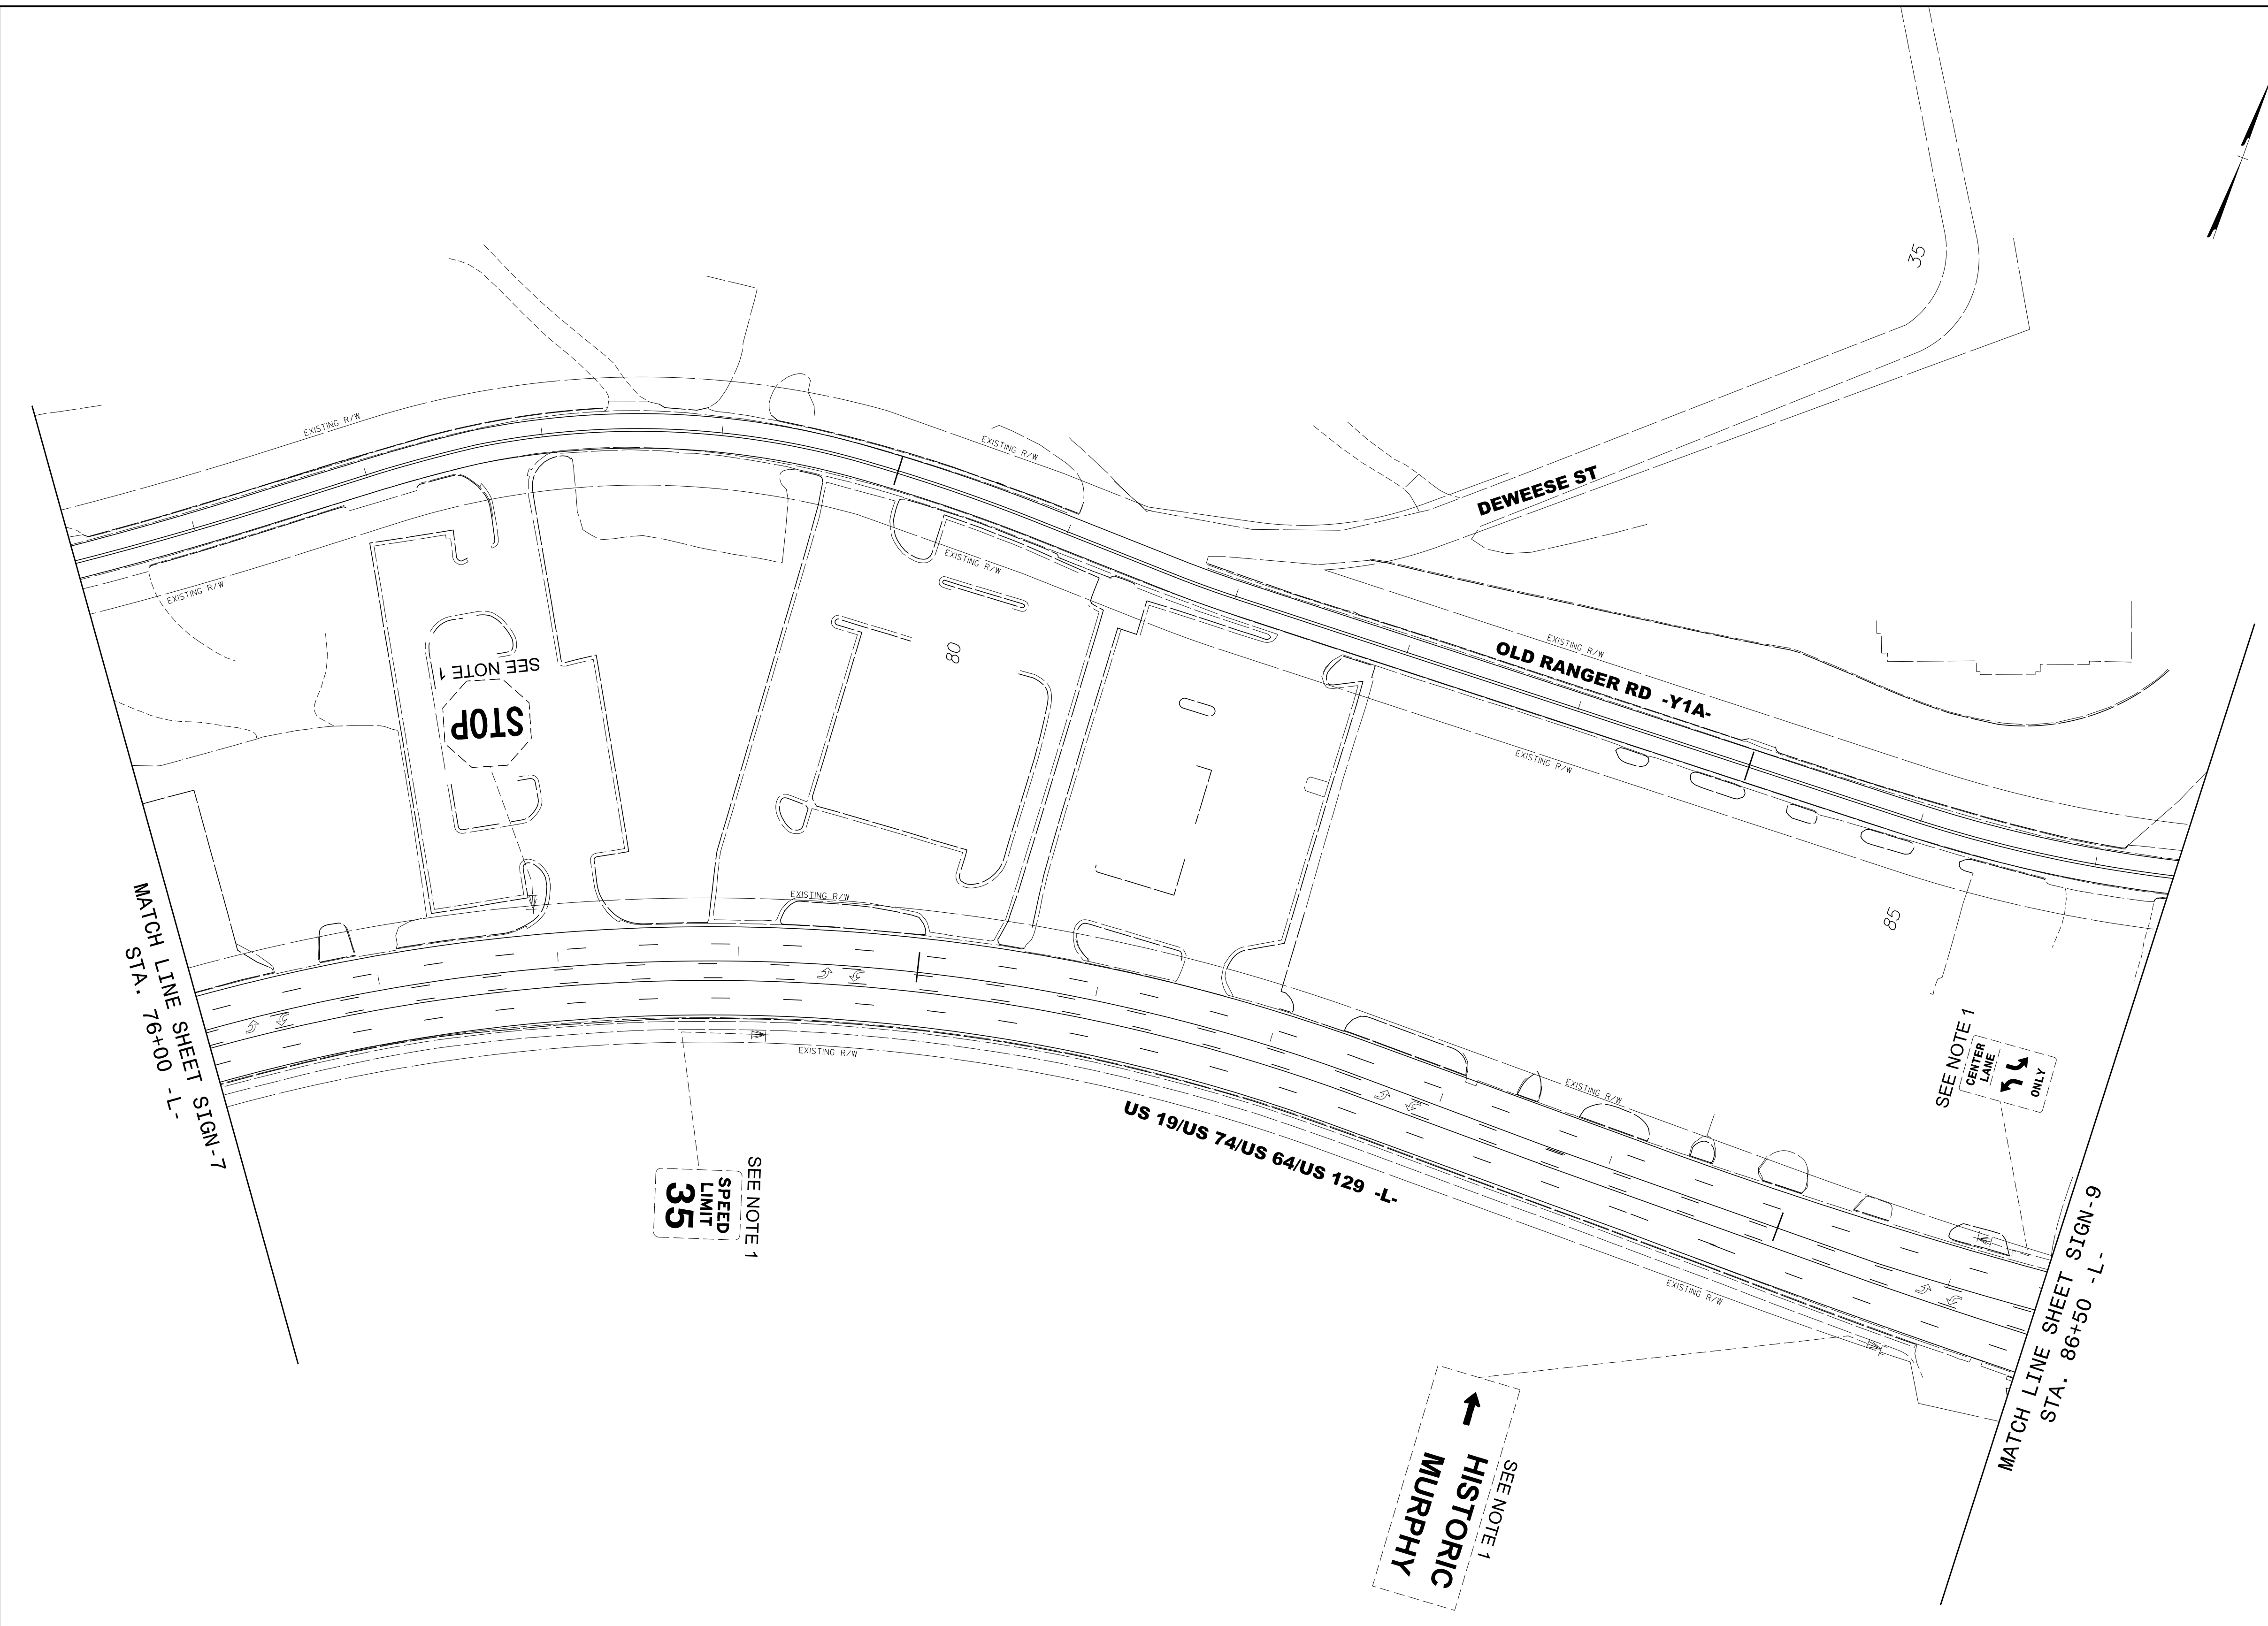 35
EXISTING R/W
EXISTING R/W
DEWEESE ST
EXISTING R/W
EXISTING R/W
80
EXISTING R/W
OLD RANGER RD -Y1A-
EXISTING R/W
SEE NOTE 1
STOP
EXISTING R/W
85
MATCH LINE SHEET SIGN-7
STA. 76+00 -L-
EXISTING R/W
SEE NOTE 1
CENTER
LANE
ONLY
EXISTING R/W
US 19/US 74/US 64/US 129 -L-
SEE NOTE 1
SPEED
LIMIT
35
EXISTING R/W
MATCH LINE SHEET SIGN-9
STA. 86+50 -L-
SEE NOTE 1
HISTORIC
MURPHY